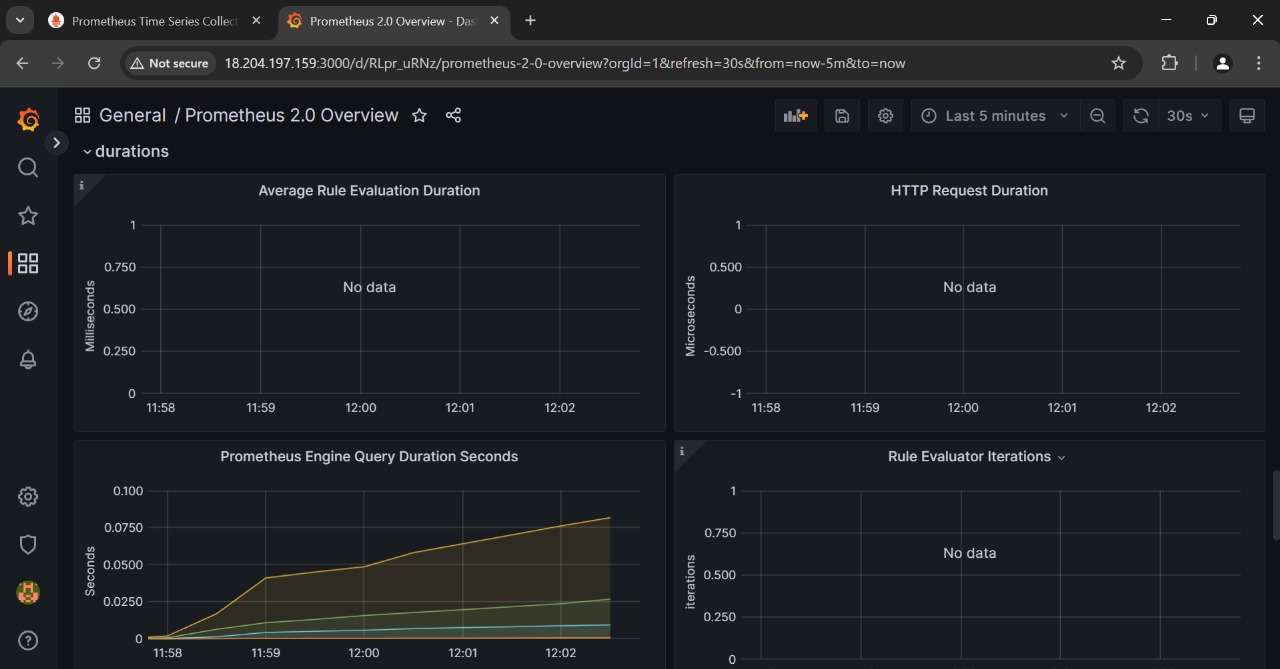 Prometheus Time Series Collect
Prometheus 2.0 Overview - Das
Not secure
18.204.197.159:3000/d/RLpr_uRNz/prometheus-2-0-overview?orgId=1&refresh=30s&from=now-5m&to=now
General / Prometheus 2.0 Overview
Last 5 minutes
30s
durations
Average Rule Evaluation Duration
Milliseconds
1
0.750
0.500
0.250
0
No data
11:58 11:59 12:00 12:01 12:02
HTTP Request Duration
Microseconds
1
0.500
0
-0.500
-1
No data
11:58 11:59 12:00 12:01 12:02
Prometheus Engine Query Duration Seconds
Seconds
0.100
0.0750
0.0500
0.0250
0
11:58 11:59 12:00 12:01 12:02
Rule Evaluator Iterations
iterations
1
0.750
0.500
0.250
0
No data